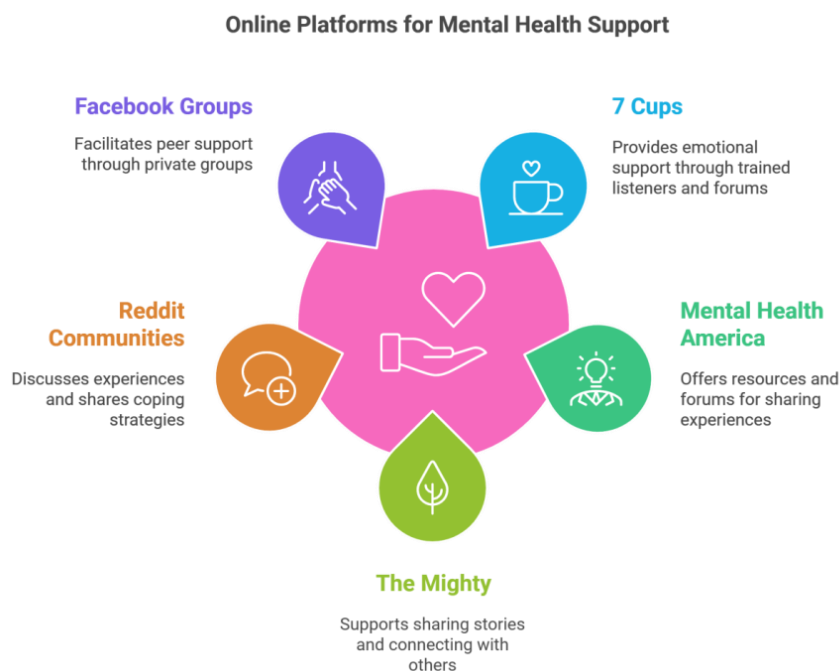 Online Platforms for Mental Health Support
Facebook Groups
Facilitates peer support
through private groups
7 Cups
Provides emotional
support through trained
listeners and forums
Reddit
Communities
Discusses experiences
and shares coping
strategies
Mental Health
America
Offers resources and
forums for sharing
experiences
The Mighty
Supports sharing stories
and connecting with
others